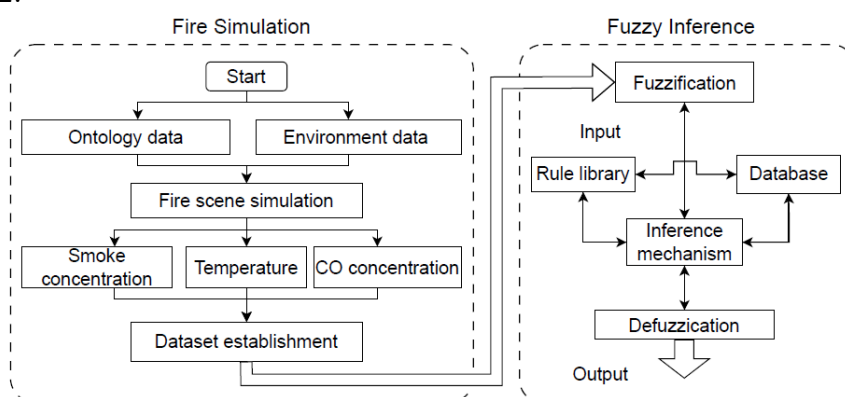 Fire Simulation
Start
Ontology data
Environment data
Fire scene simulation
Smoke
concentration
Temperature
CO concentration
Dataset establishment
Fuzzy Inference
Fuzzification
Input
Rule library
Database
Inference
mechanism
Defuzzication
Output